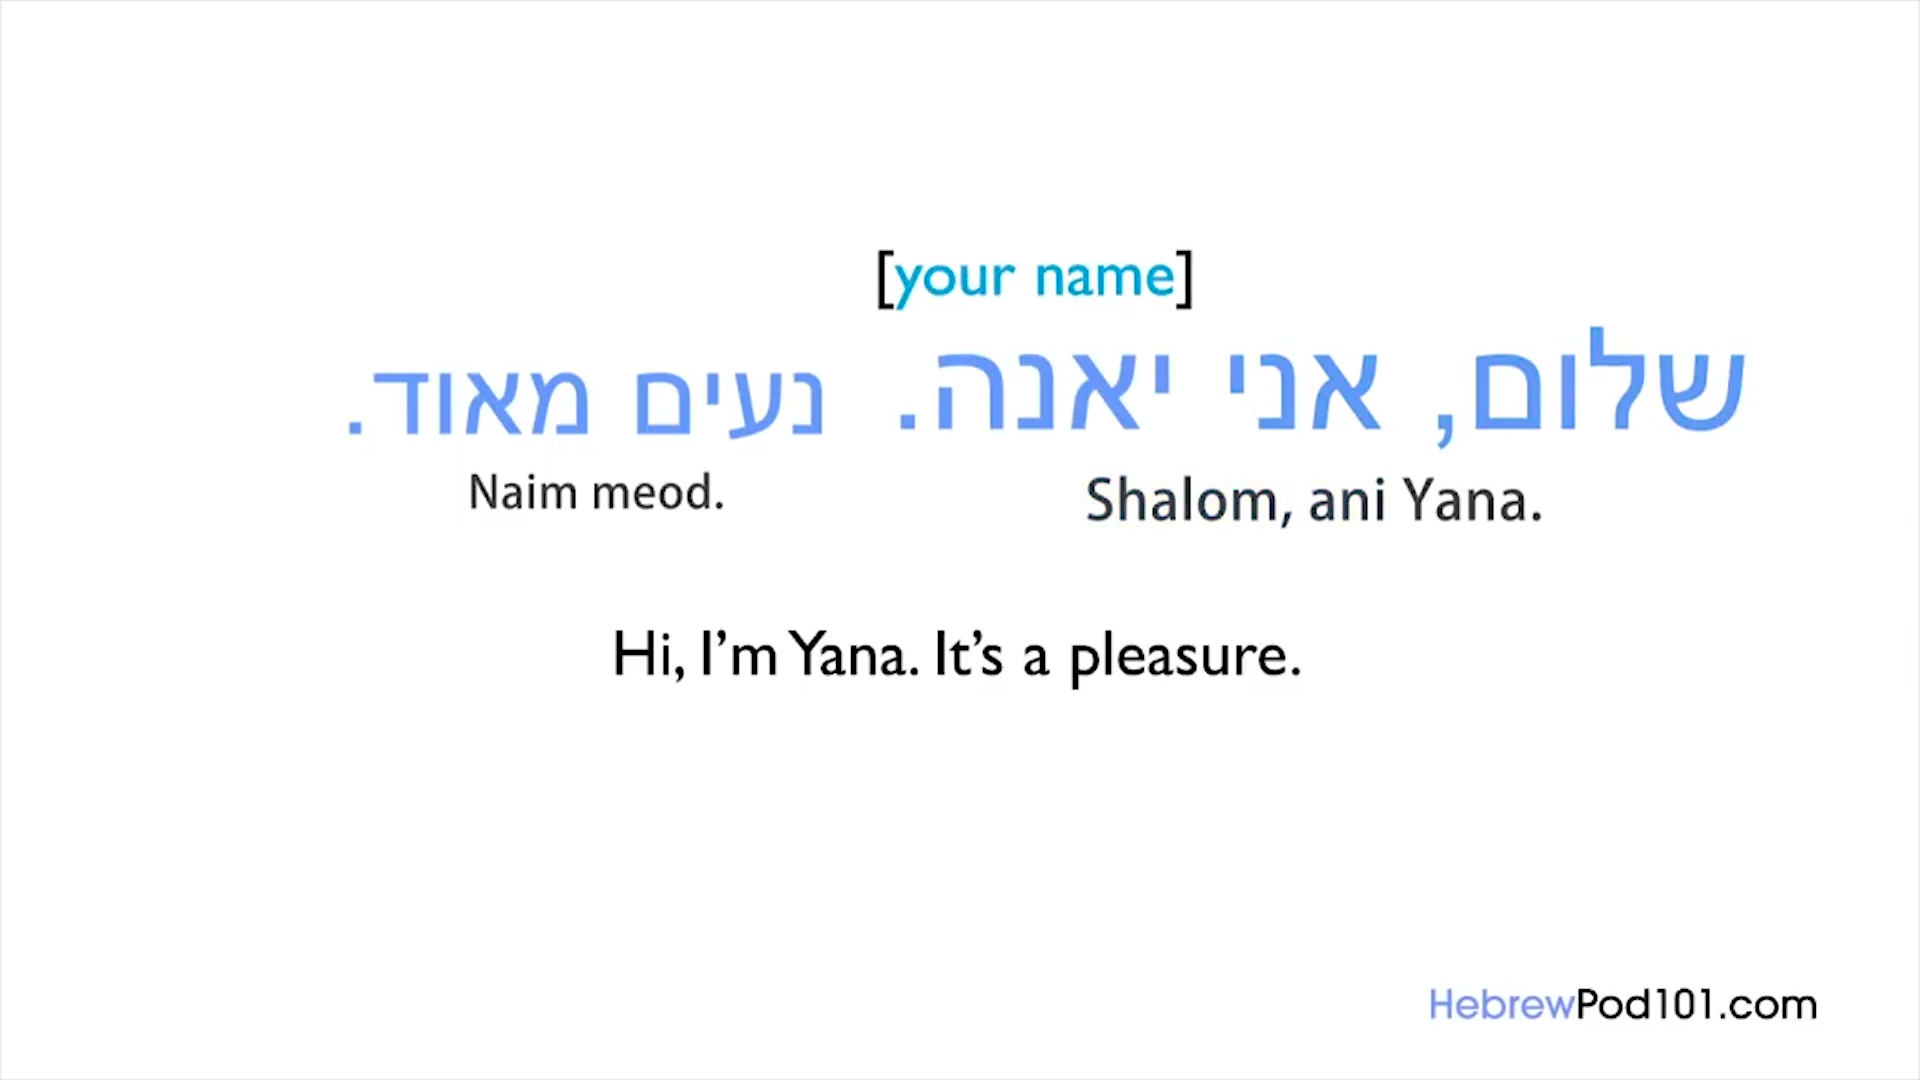 [your name]
שלום, אני יאנה. נעים מאוד.
Shalom, ani Yana.
Naim meod.
Hi, I’m Yana. It’s a pleasure.
HebrewPod101.com